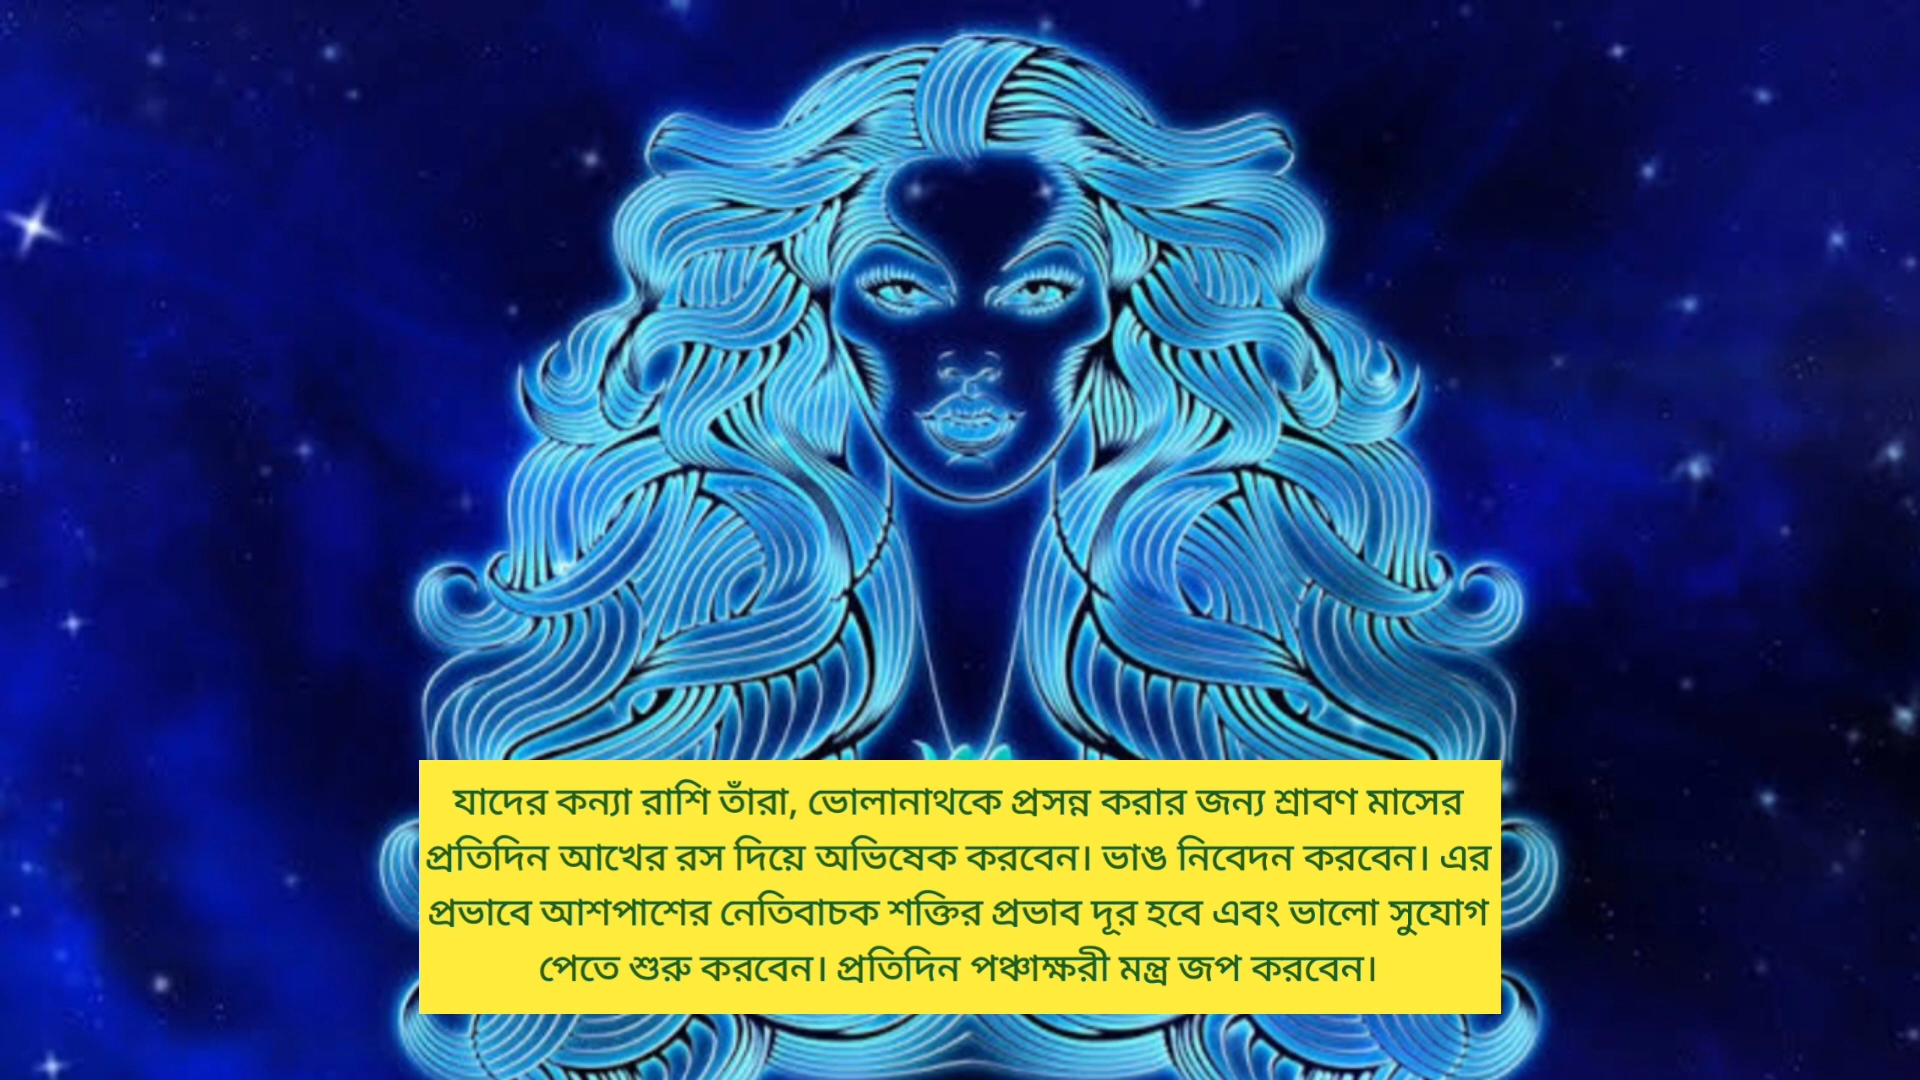 যাদের কন্যা রাশি তাঁরা, ভোলানাথকে প্রসন্ন করার জন্য শ্রাবণ মাসের
প্রতিদিন আখের রস দিয়ে অভিষেক করবেন। ভাঙ নিবেদন করবেন। এর
প্রভাবে আশপাশের নেতিবাচক শক্তির প্রভাব দূর হবে এবং ভালো সুযোগ
পেতে শুরু করবেন। প্রতিদিন পঞ্চাক্ষরী মন্ত্র জপ করবেন।